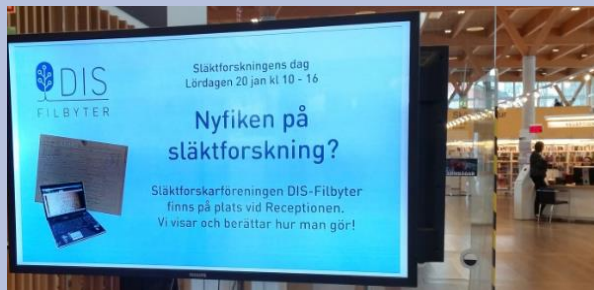 DIS
FILBYTER
Släktforskningens dag
Lördagen 20 jan kl 10 - 16
Nyfiken på
släktforskning?
Släktforskarföreningen DIS-Filbyter
finns på plats vid Receptionen.
Vi visar och berättar hur man gör!
PHILIPS